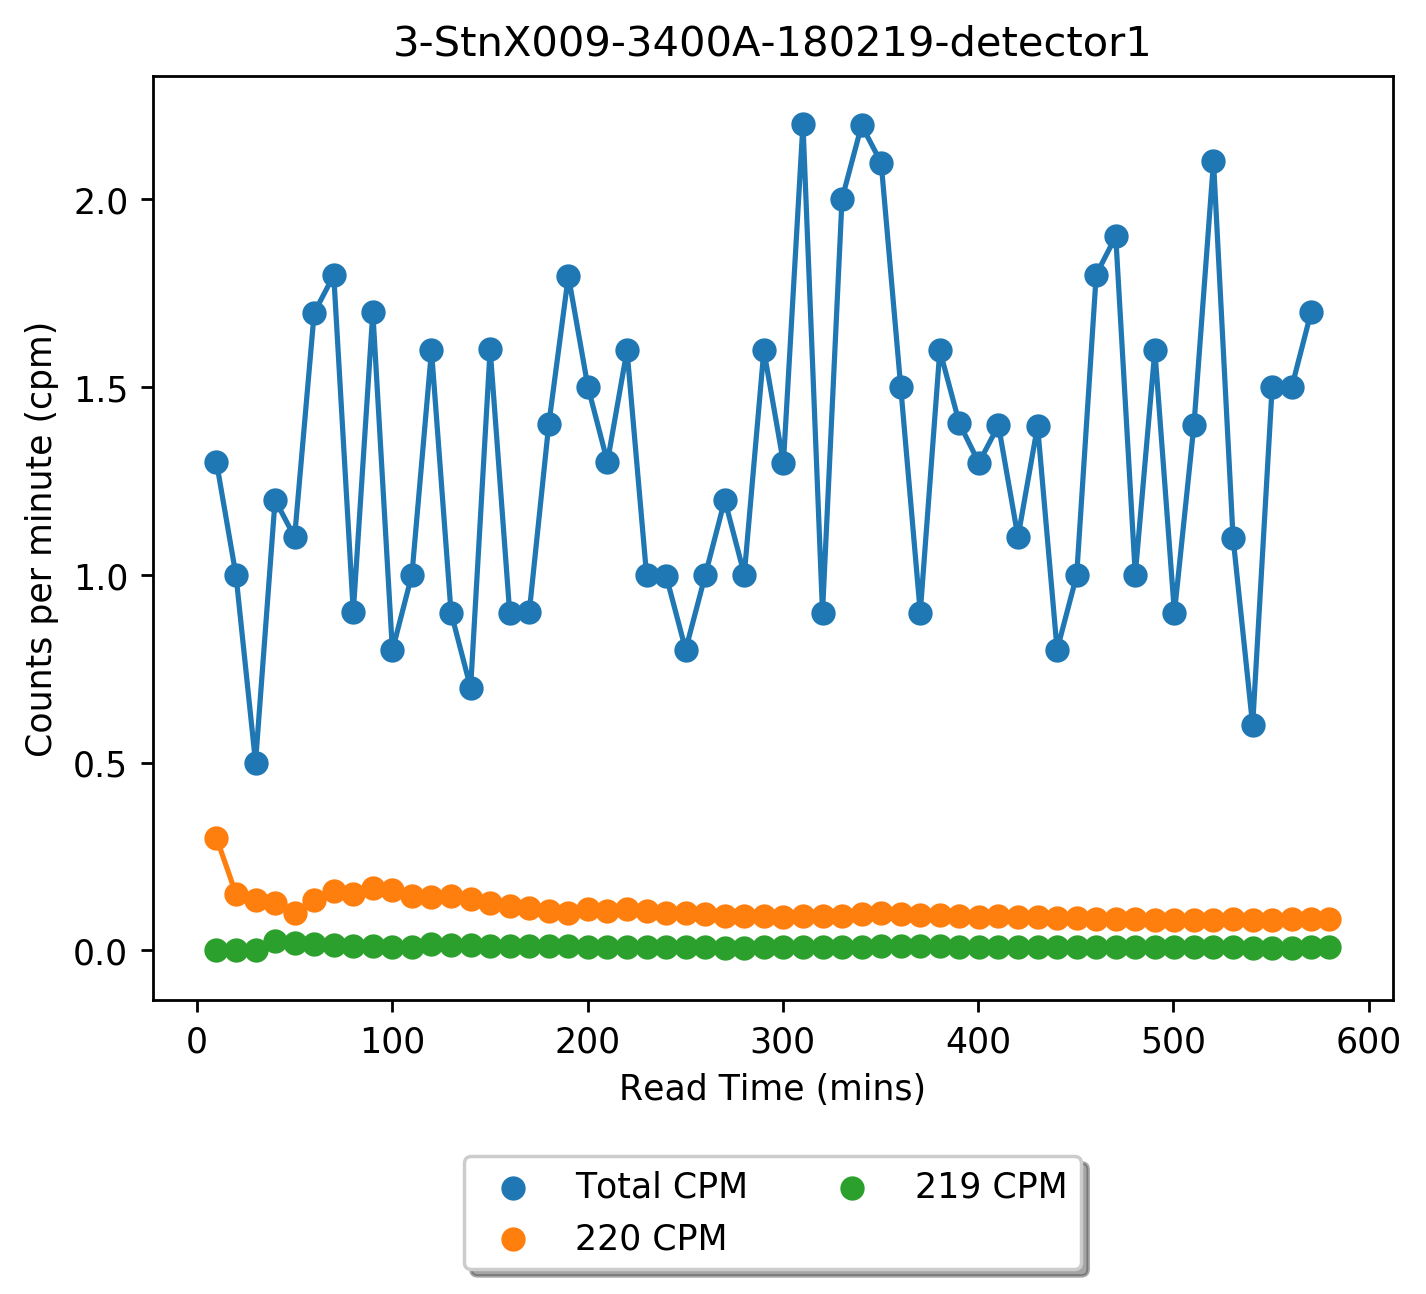 3-StnX009-3400A-180219-detector1
Counts per minute (cpm)
2.0
1.5
1.0
0.5
0.0
0 100 200 300 400 500 600
Read Time (mins)
Total CPM 219 CPM
220 CPM